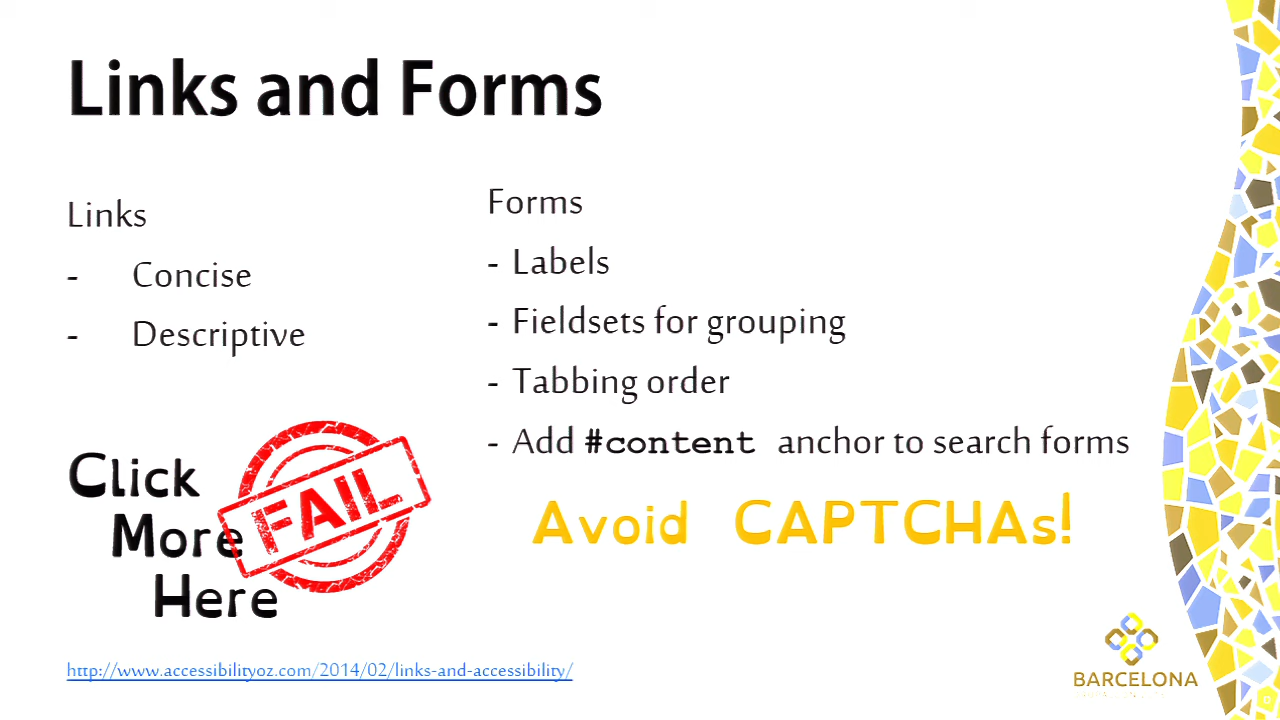 Links and Forms
Links
- Concise
- Descriptive
Click
More
Here
FAIL
Forms
- Labels
- Fieldsets for grouping
- Tabbing order
- Add #content anchor to search forms
Avoid CAPTCHAs!
http://www.accessibilityoz.com/2014/02/links-and-accessibility/
BARCELONA